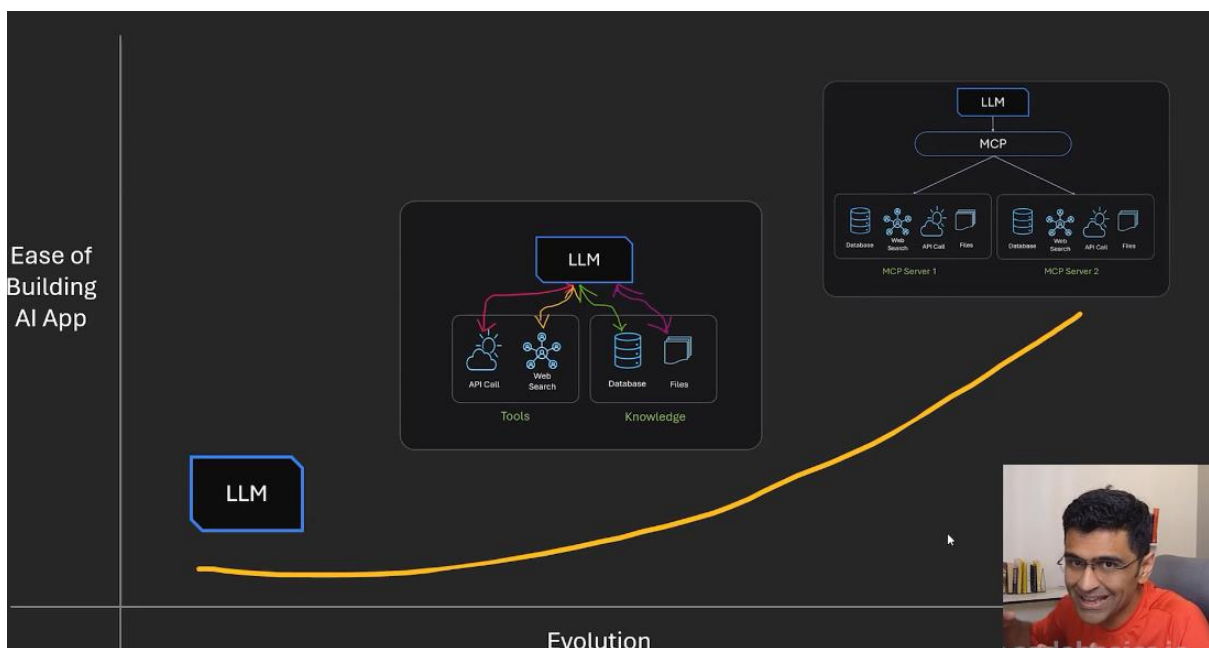 Ease of
Building
AI App
LLM
LLM
API Call
Web
Search
Database
Files
Tools
Knowledge
LLM
MCP
Database
Web
Search
API Call
Files
MCP Server 1
Database
Web
Search
API Call
Files
MCP Server 2
Evolution